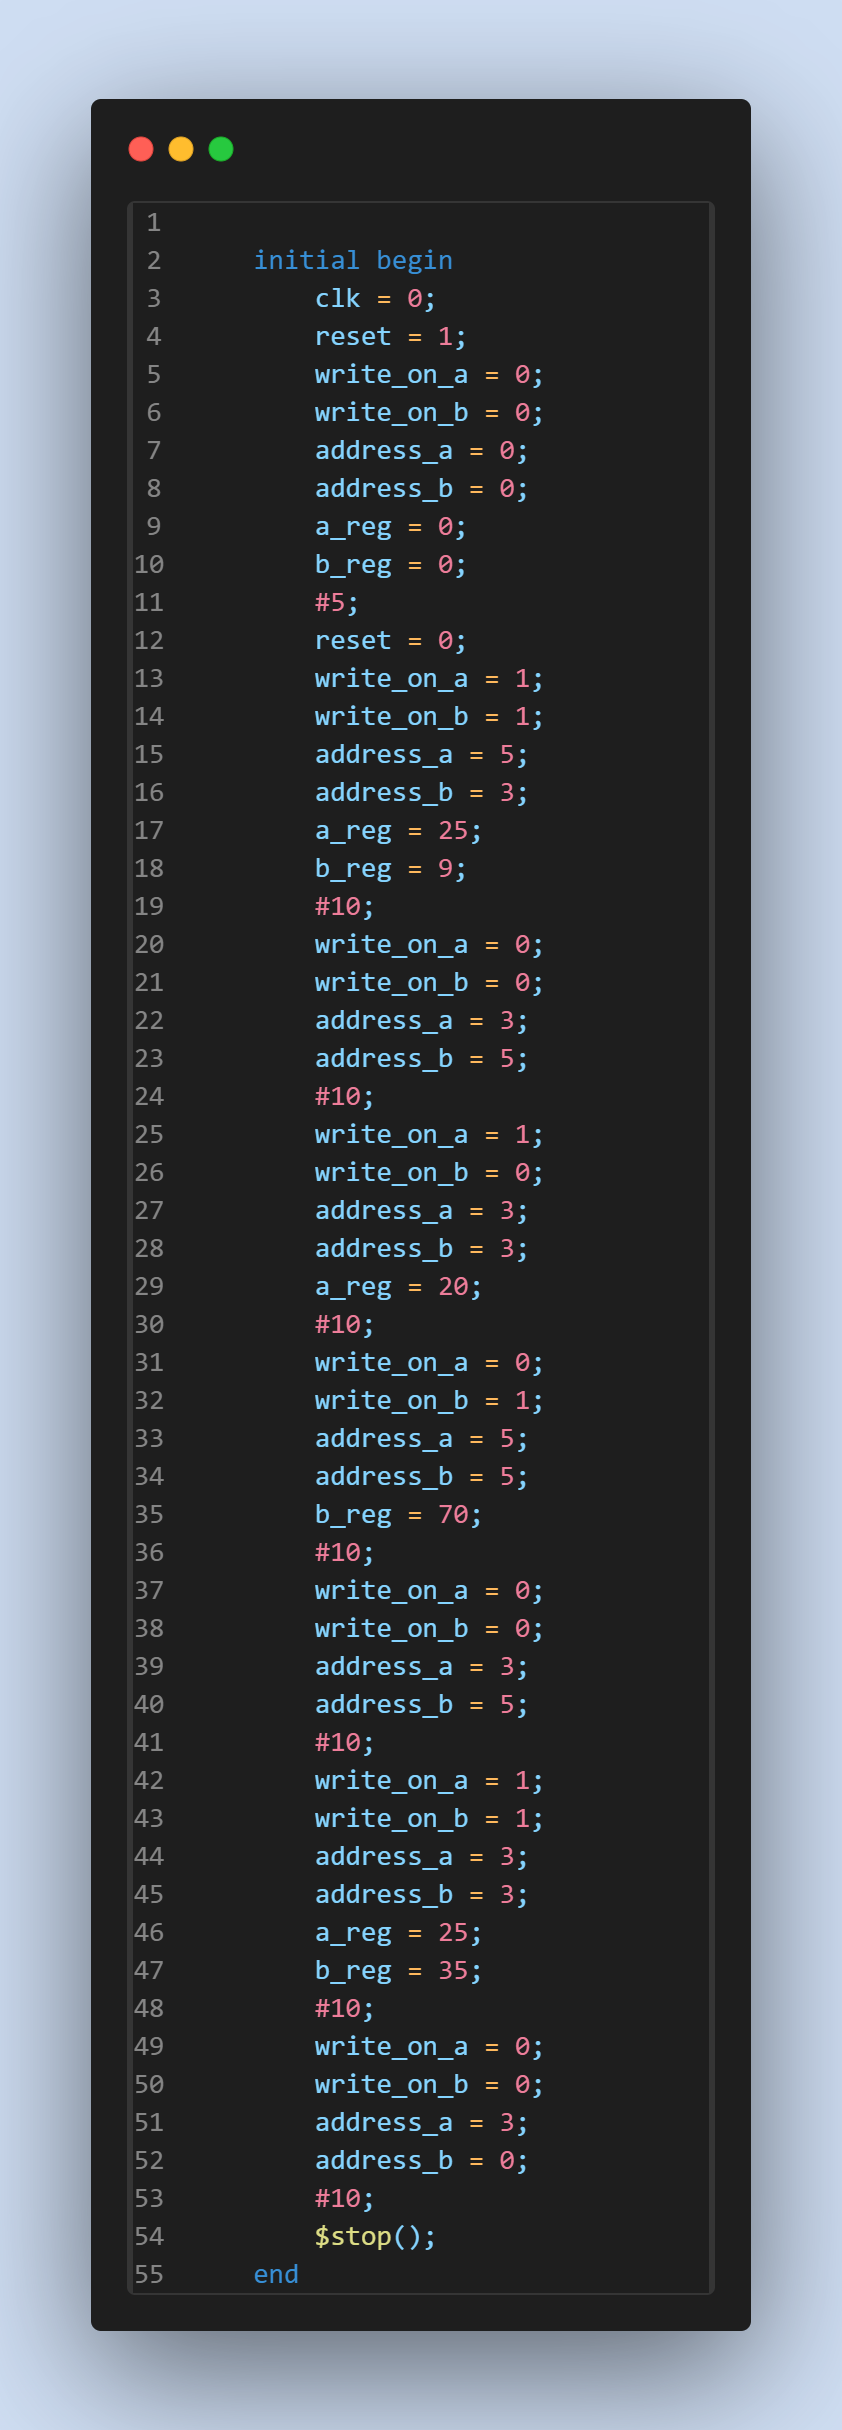 1
2 initial begin
3 clk = 0;
4 reset = 1;
5 write_on_a = 0;
6 write_on_b = 0;
7 address_a = 0;
8 address_b = 0;
9 a_reg = 0;
10 b_reg = 0;
11 #5;
12 reset = 0;
13 write_on_a = 1;
14 write_on_b = 1;
15 address_a = 5;
16 address_b = 3;
17 a_reg = 25;
18 b_reg = 9;
19 #10;
20 write_on_a = 0;
21 write_on_b = 0;
22 address_a = 3;
23 address_b = 5;
24 #10;
25 write_on_a = 1;
26 write_on_b = 0;
27 address_a = 3;
28 address_b = 3;
29 a_reg = 20;
30 #10;
31 write_on_a = 0;
32 write_on_b = 1;
33 address_a = 5;
34 address_b = 5;
35 b_reg = 70;
36 #10;
37 write_on_a = 0;
38 write_on_b = 0;
39 address_a = 3;
40 address_b = 5;
41 #10;
42 write_on_a = 1;
43 write_on_b = 1;
44 address_a = 3;
45 address_b = 3;
46 a_reg = 25;
47 b_reg = 35;
48 #10;
49 write_on_a = 0;
50 write_on_b = 0;
51 address_a = 3;
52 address_b = 0;
53 #10;
54 $stop();
55 end